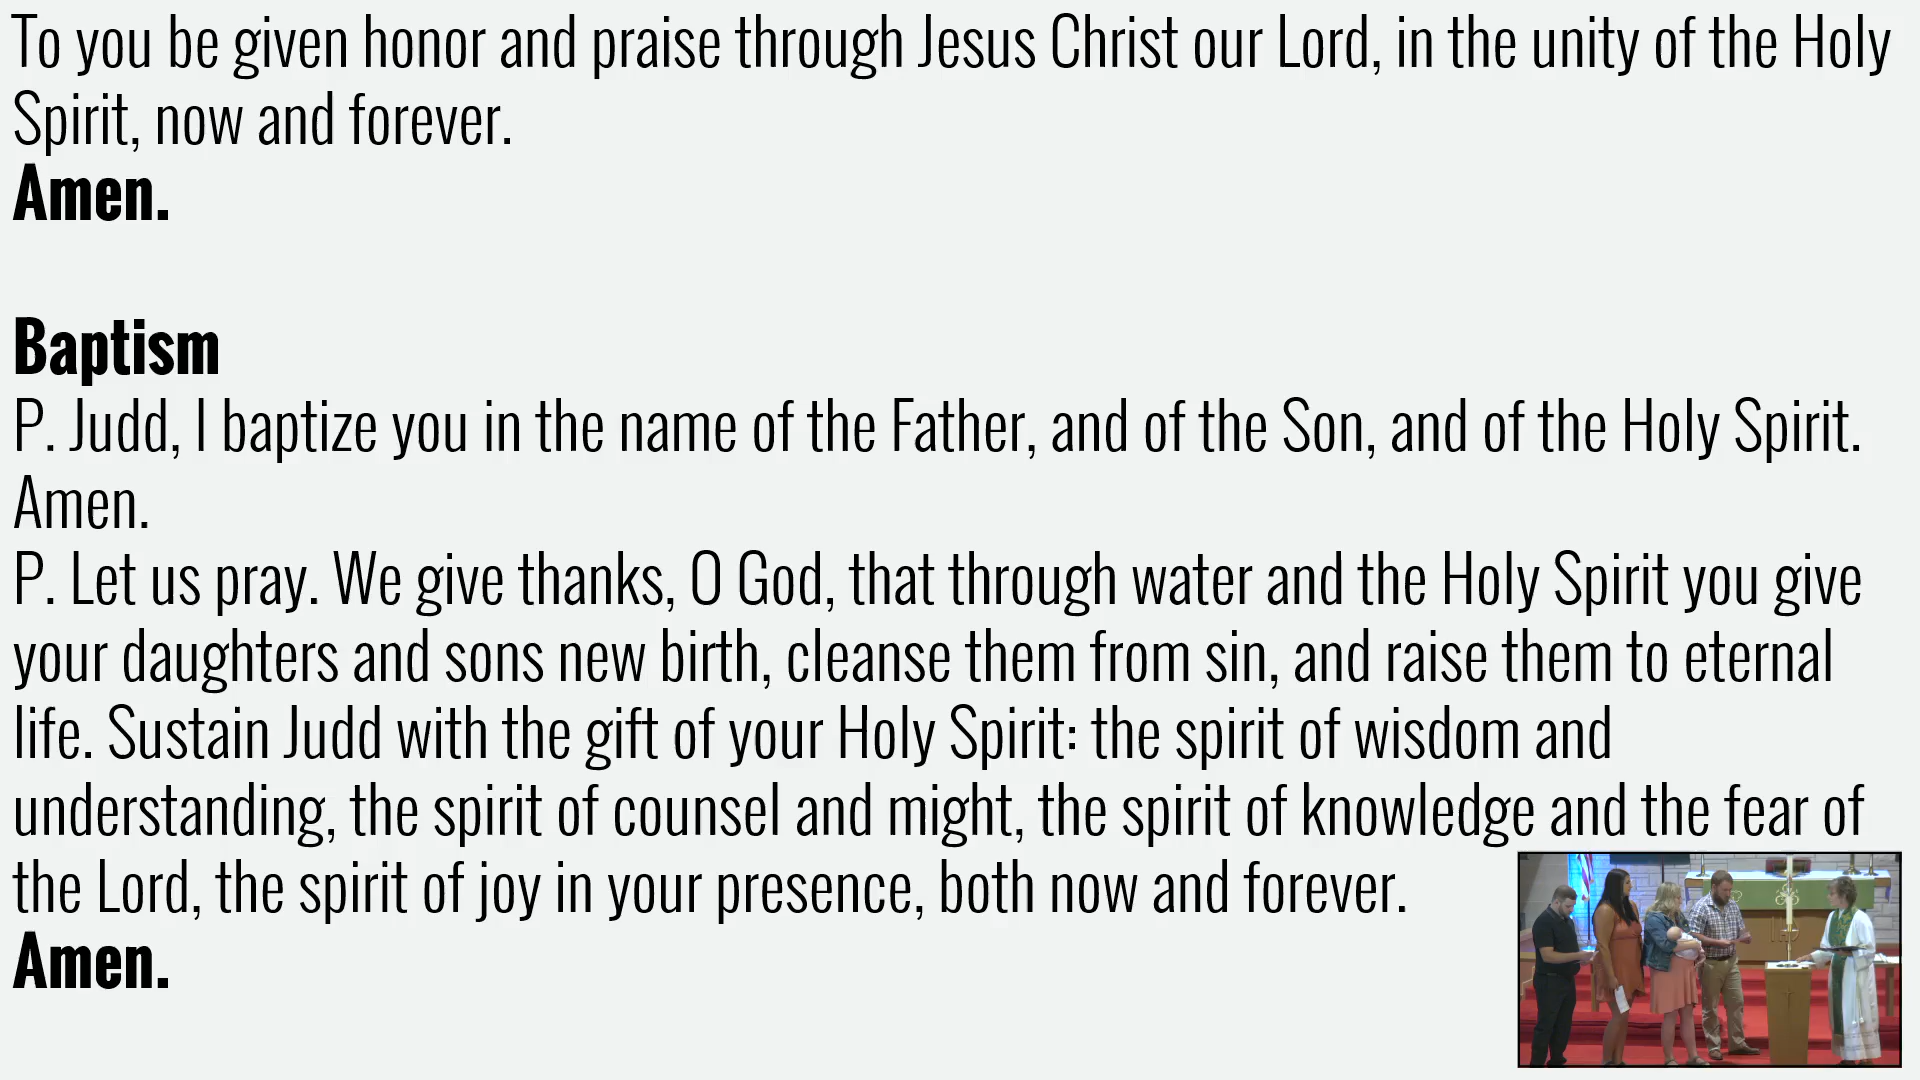 To you be given honor and praise through Jesus Christ our Lord, in the unity of the Holy
Spirit, now and forever.
Amen.
Baptism
P. Judd, I baptize you in the name of the Father, and of the Son, and of the Holy Spirit.
Amen.
P. Let us pray. We give thanks, O God, that through water and the Holy Spirit you give
your daughters and sons new birth, cleanse them from sin, and raise them to eternal
life. Sustain Judd with the gift of your Holy Spirit: the spirit of wisdom and
understanding, the spirit of counsel and might, the spirit of knowledge and the fear of
the Lord, the spirit of joy in your presence, both now and forever.
Amen.